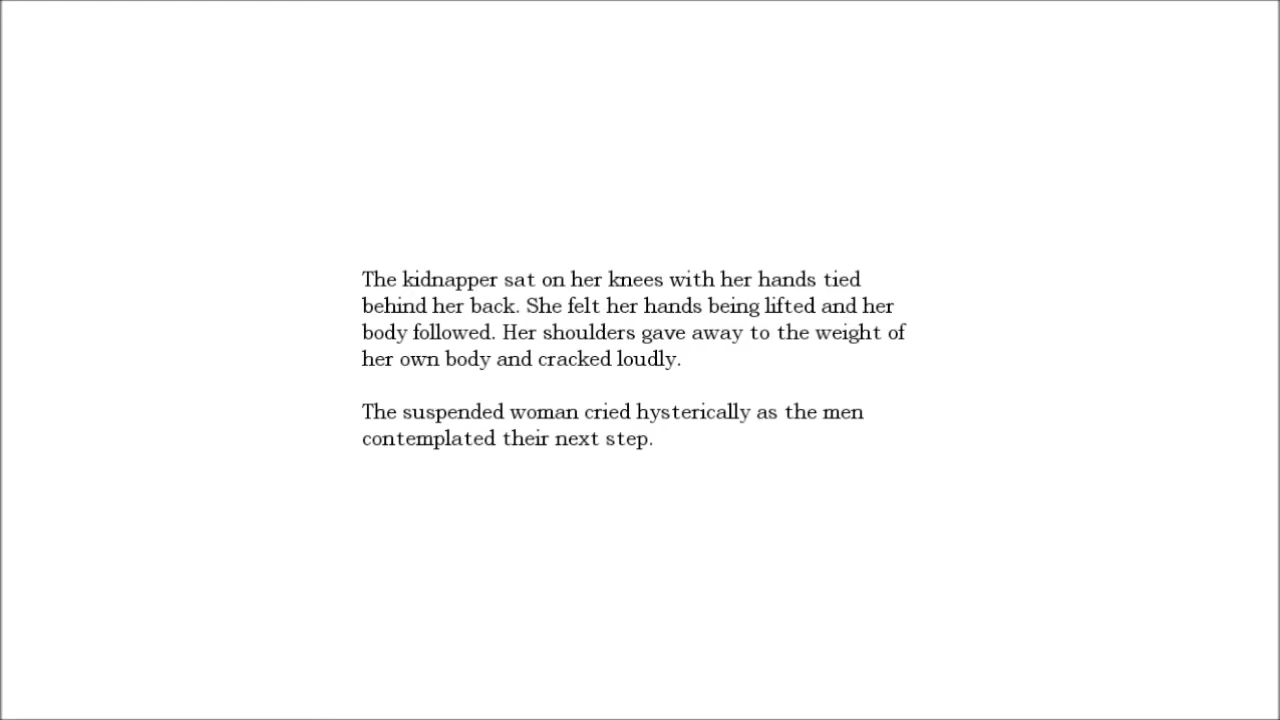 The kidnapper sat on her knees with her hands tied
behind her back. She felt her hands being lifted and her
body followed. Her shoulders gave away to the weight of
her own body and cracked loudly.
The suspended woman cried hysterically as the men
contemplated their next step.